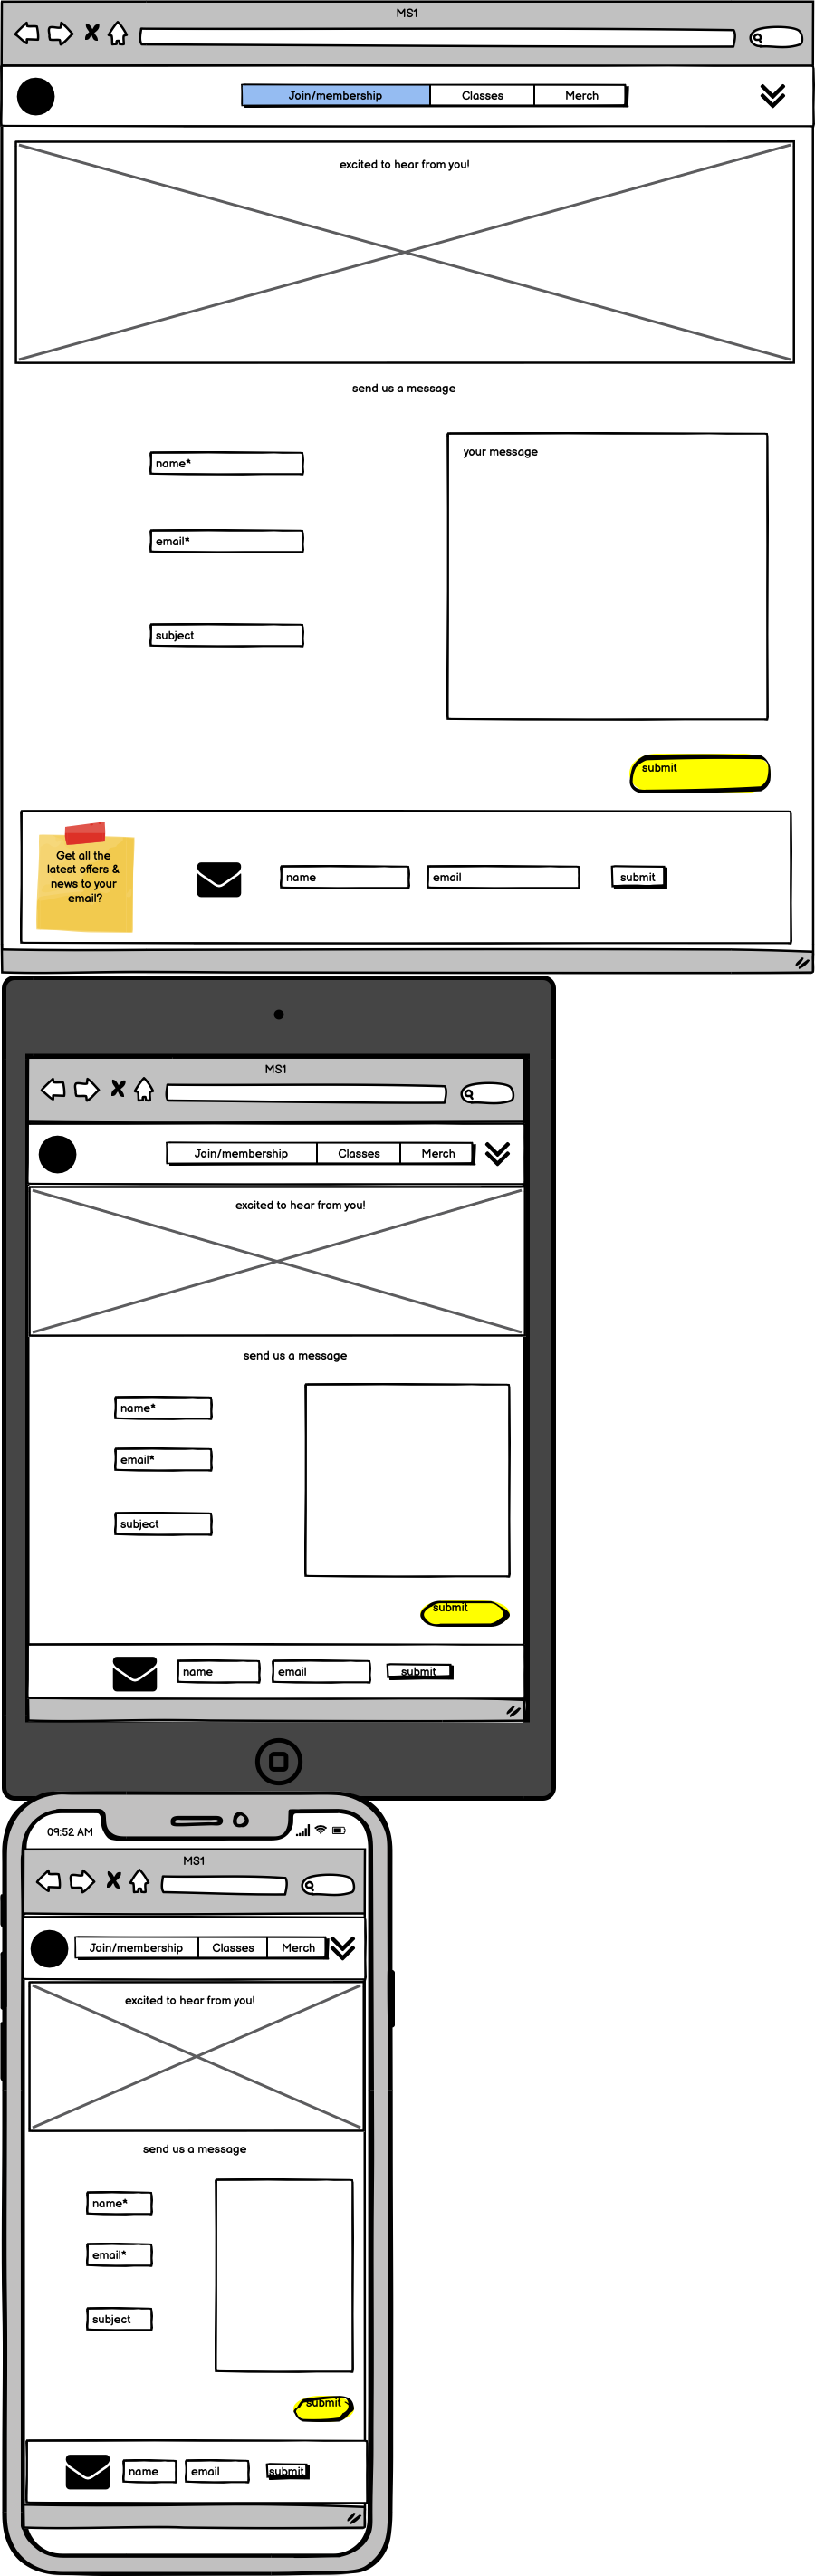 MS1
Join/membership Classes Merch
excited to hear from you!
send us a message
name*
your message
email*
subject
submit
Get all the
latest offers &
news to your
email?
name email submit
MS1
Join/membership Classes Merch
excited to hear from you!
send us a message
name*
email*
subject
submit
name email submit
09:52 AM
MS1
Join/membership Classes Merch
excited to hear from you!
send us a message
name*
email*
subject
submit
name email submit